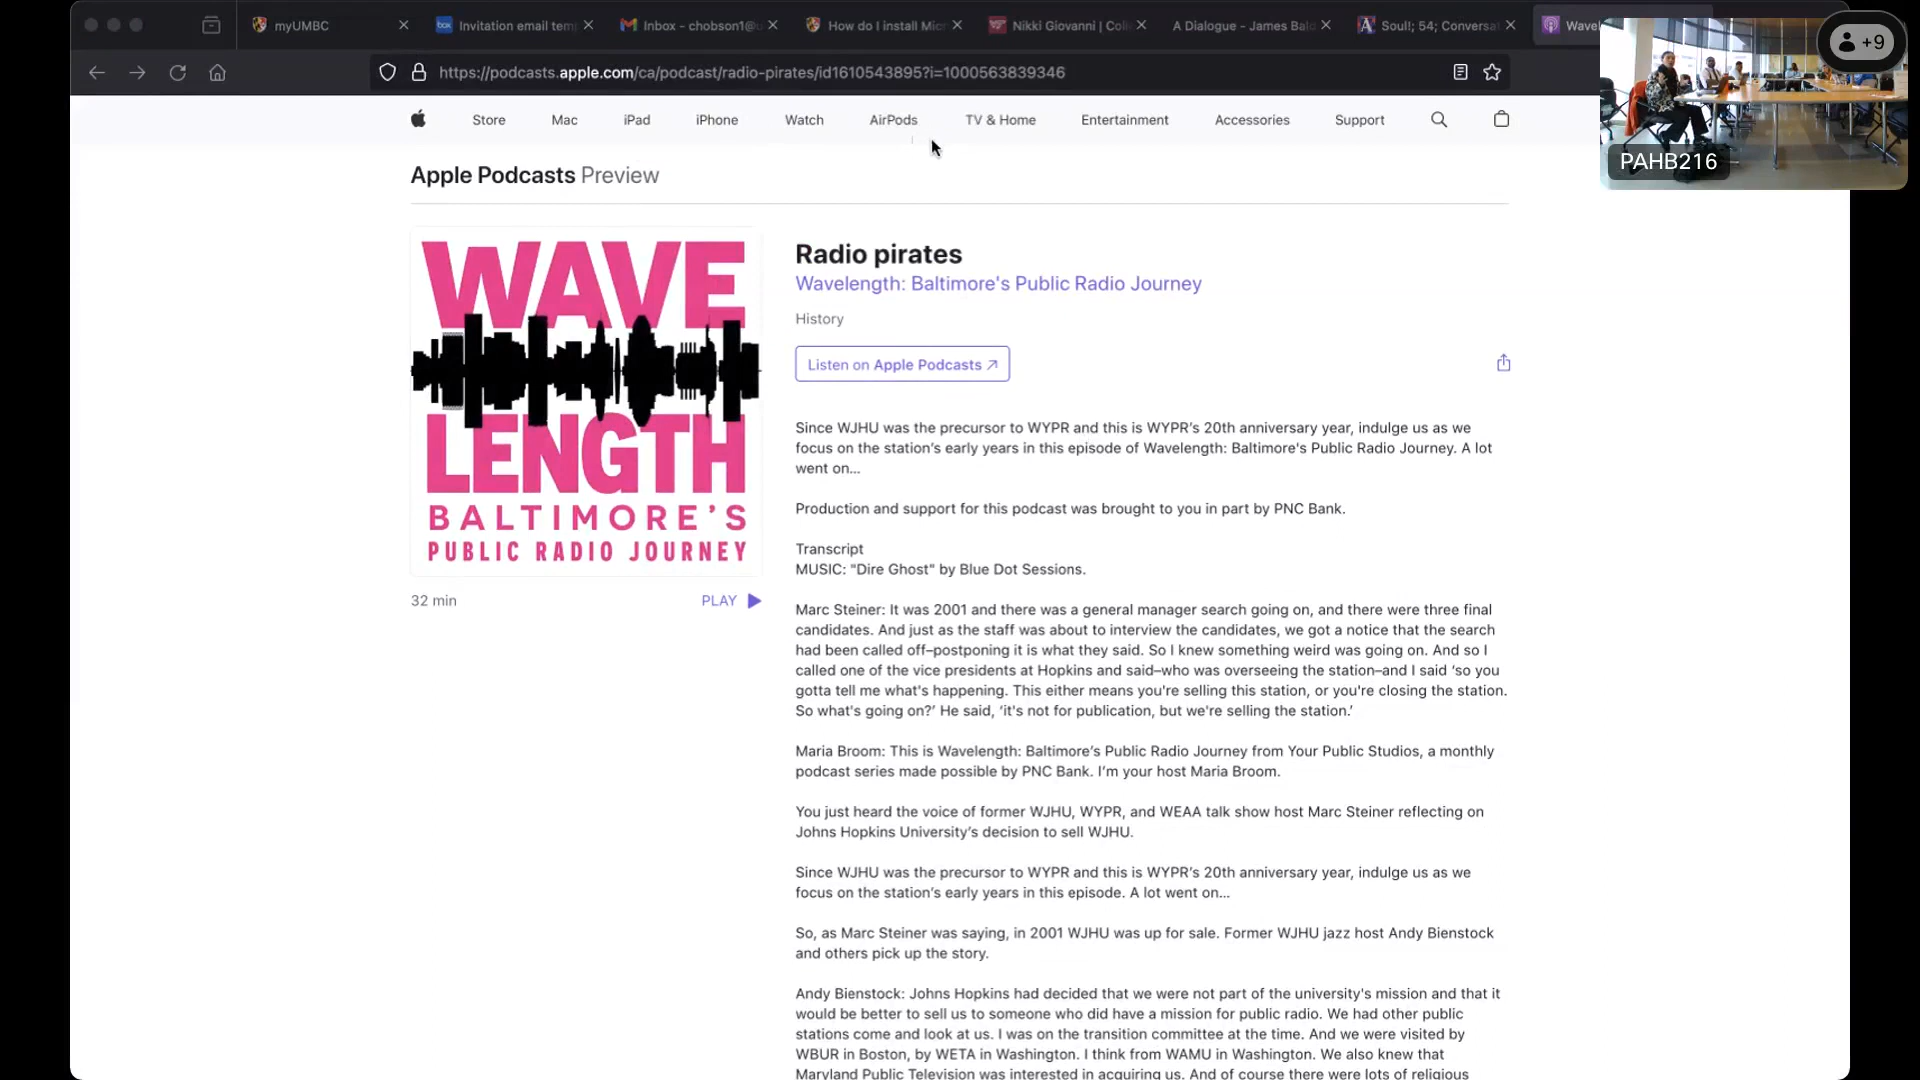 myUMBC
Invitation email tem
Inbox - chobson1@u
How do I install Micr
Nikki Giovanni | Coli
A Dialogue - James Bal
Soul!; 54; Conversat
Wavel
+9
https://podcasts.apple.com/ca/podcast/radio-pirates/id1610543895?i=1000563839346
Store
Mac
iPad
iPhone
Watch
AirPods
TV & Home
Entertainment
Accessories
Support
PAHB216
Apple Podcasts Preview
WAVE
LENGTH
BALTIMORE'S
PUBLIC RADIO JOURNEY
32 min
PLAY
Radio pirates
Wavelength: Baltimore's Public Radio Journey
History
Listen on Apple Podcasts ↗
Since WJHU was the precursor to WYPR and this is WYPR's 20th anniversary year, indulge us as we
focus on the station's early years in this episode of Wavelength: Baltimore's Public Radio Journey. A lot
went on…
Production and support for this podcast was brought to you in part by PNC Bank.
Transcript
MUSIC: "Dire Ghost" by Blue Dot Sessions.
Marc Steiner: It was 2001 and there was a general manager search going on, and there were three final
candidates. And just as the staff was about to interview the candidates, we got a notice that the search
had been called off–postponing it is what they said. So I knew something weird was going on. And so I
called one of the vice presidents at Hopkins and said–who was overseeing the station–and I said ‘so you
gotta tell me what's happening. This either means you're selling this station, or you're closing the station.
So what's going on?’ He said, ‘it's not for publication, but we're selling the station.’
Maria Broom: This is Wavelength: Baltimore’s Public Radio Journey from Your Public Studios, a monthly
podcast series made possible by PNC Bank. I’m your host Maria Broom.
You just heard the voice of former WJHU, WYPR, and WEAA talk show host Marc Steiner reflecting on
Johns Hopkins University’s decision to sell WJHU.
Since WJHU was the precursor to WYPR and this is WYPR’s 20th anniversary year, indulge us as we
focus on the station’s early years in this episode. A lot went on…
So, as Marc Steiner was saying, in 2001 WJHU was up for sale. Former WJHU jazz host Andy Bienstock
and others pick up the story.
Andy Bienstock: Johns Hopkins had decided that we were not part of the university's mission and that it
would be better to sell us to someone who did have a mission for public radio. We had other public
stations come and look at us. I was on the transition committee at the time. And we were visited by
WBUR in Boston, by WETA in Washington. I think from WAMU in Washington. We also knew that
Maryland Public Television was interested in acquiring us. And of course there were lots of religious